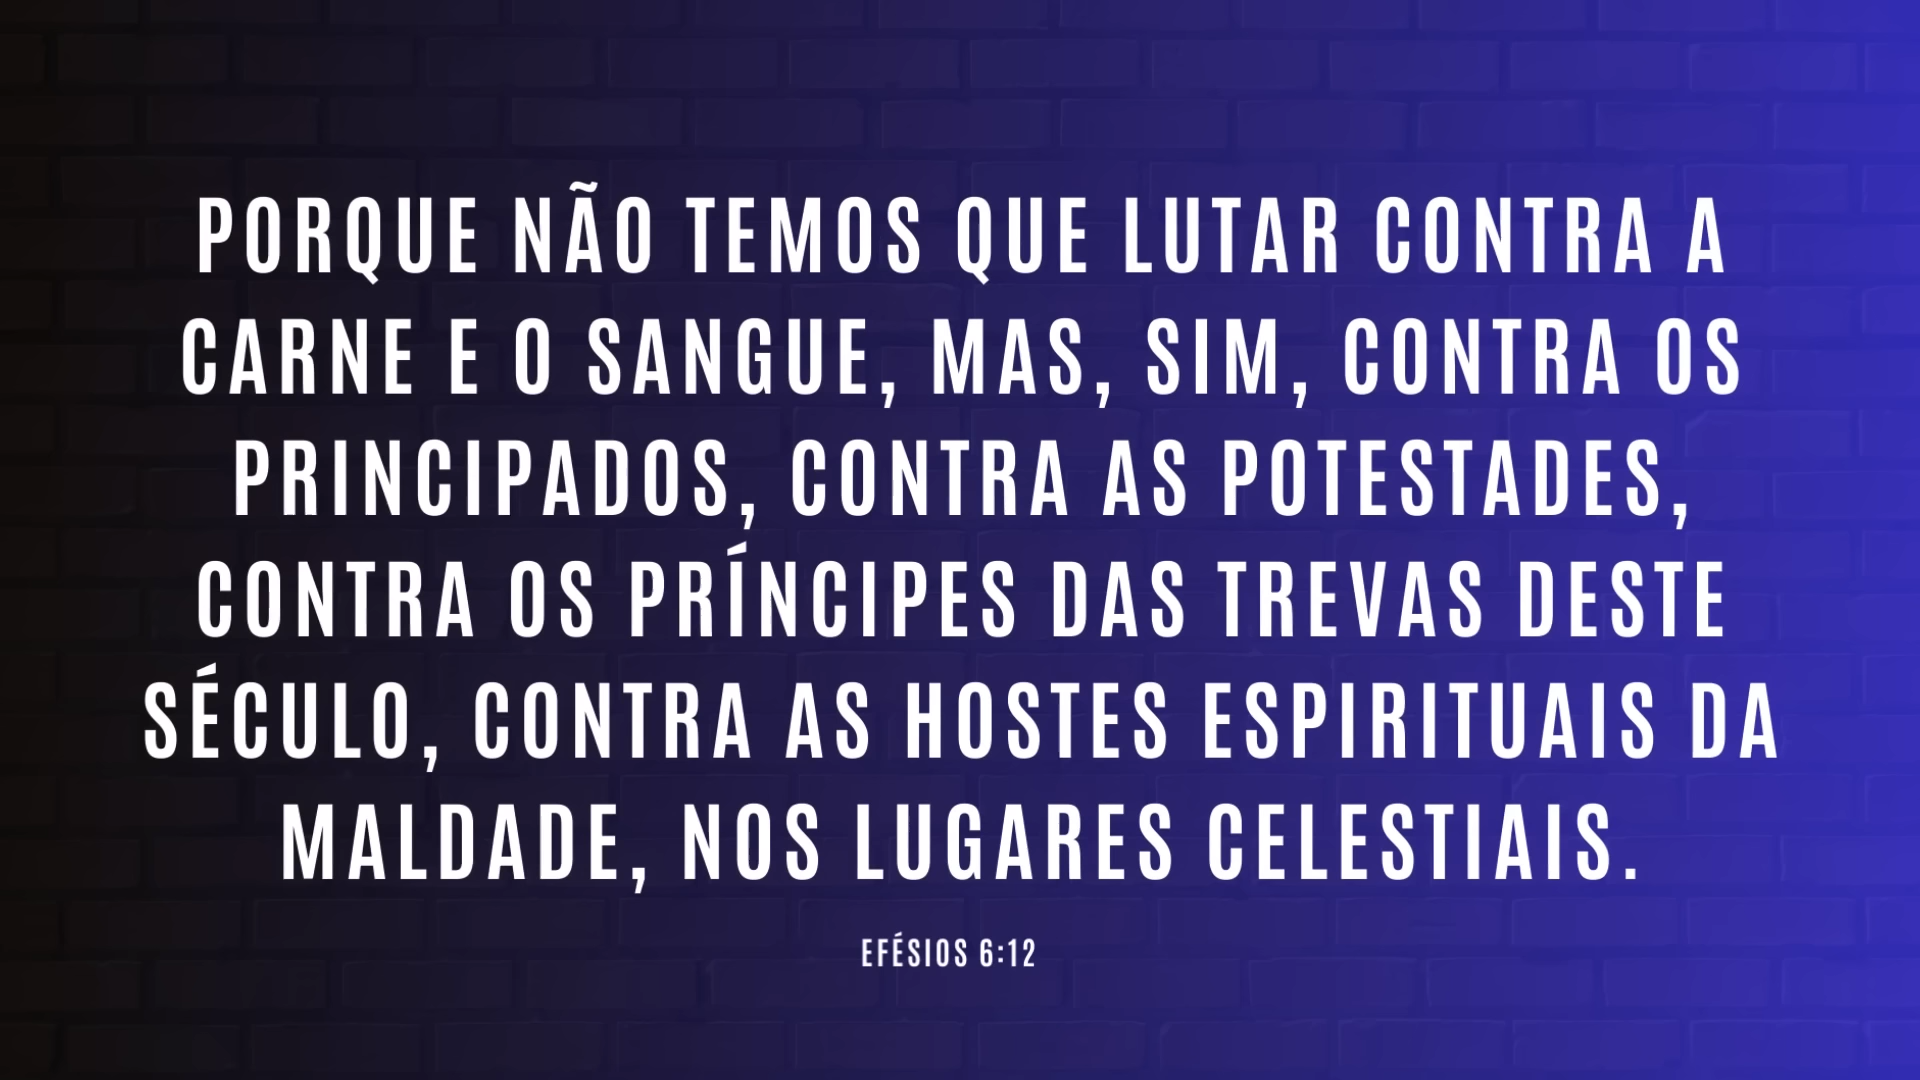 PORQUE NÃO TEMOS QUE LUTAR CONTRA A
CARNE E O SANGUE, MAS, SIM, CONTRA OS
PRINCIPADOS, CONTRA AS POTESTADES,
CONTRA OS PRÍNCIPES DAS TREVAS DESTE
SÉCULO, CONTRA AS HOSTES ESPIRITUAIS DA
MALDADE, NOS LUGARES CELESTIAIS.
EFÉSIOS 6:12